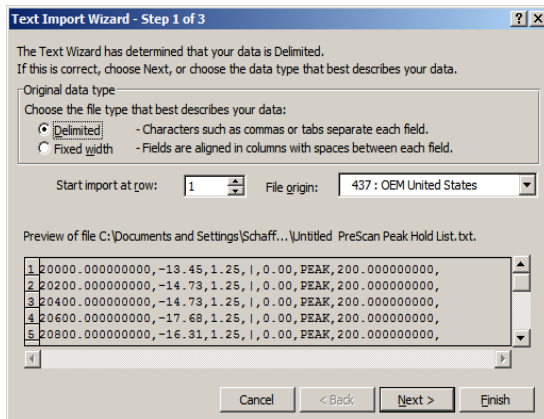 Text Import Wizard - Step 1 of 3
The Text Wizard has determined that your data is Delimited.
If this is correct, choose Next, or choose the data type that best describes your data.
Original data type
Choose the file type that best describes your data:
Delimited - Characters such as commas or tabs separate each field.
Fixed width - Fields are aligned in columns with spaces between each field.
Start import at row: 1 File origin: 437 : OEM United States
Preview of file C:\Documents and Settings\Schaff...\Untitled PreScan Peak Hold List.txt.
1 20000.000000000,-13.45,1.25,|,0.00,PEAK,200.000000000,
2 20200.000000000,-14.73,1.25,|,0.00,PEAK,200.000000000,
3 20400.000000000,-14.73,1.25,|,0.00,PEAK,200.000000000,
4 20600.000000000,-17.68,1.25,|,0.00,PEAK,200.000000000,
5 20800.000000000,-16.31,1.25,|,0.00,PEAK,200.000000000,
Cancel < Back Next > Finish